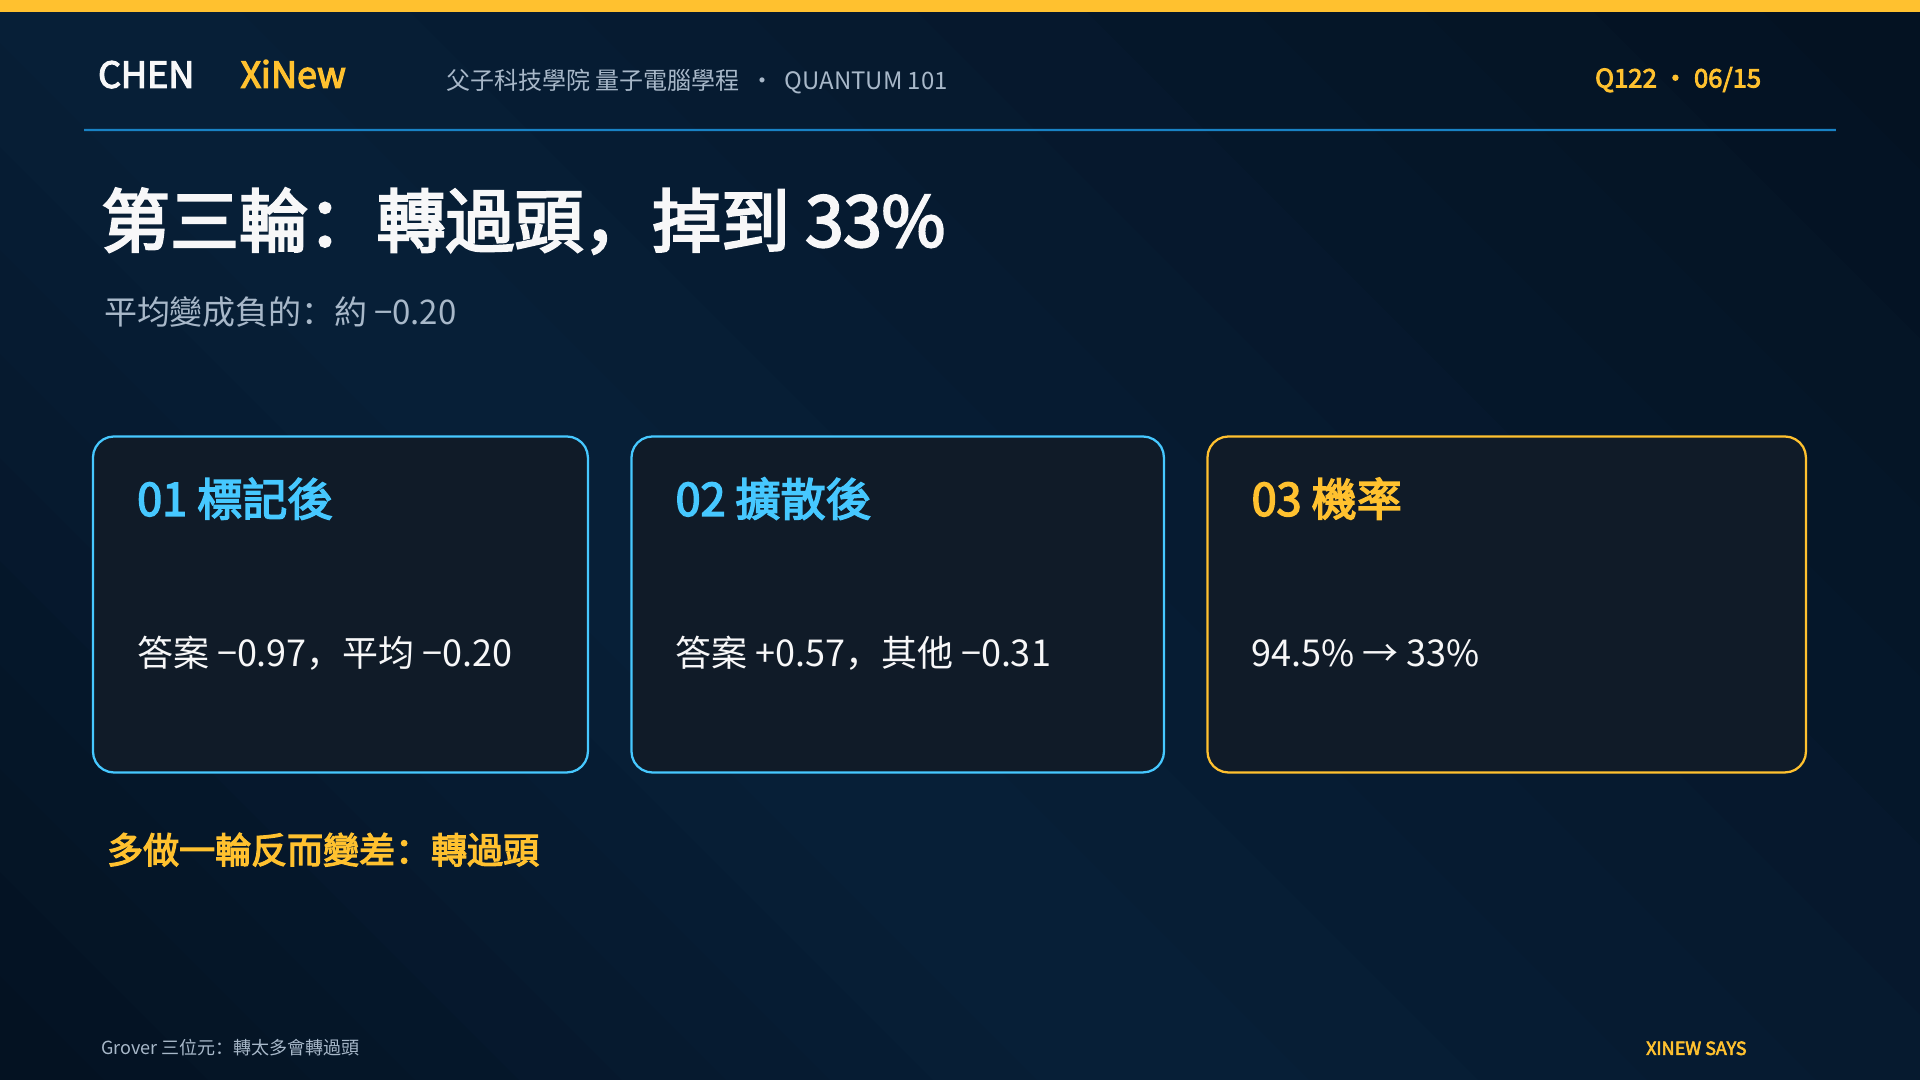 CHEN XiNew 父子科技學院 量子電腦學程 · QUANTUM 101 Q122 · 06/15
第三輪：轉過頭，掉到 33%
平均變成負的：約 −0.20
01 標記後
答案 −0.97，平均 −0.20
02 擴散後
答案 +0.57，其他 −0.31
03 機率
94.5% → 33%
多做一輪反而變差：轉過頭
Grover 三位元：轉太多會轉過頭
XINEW SAYS